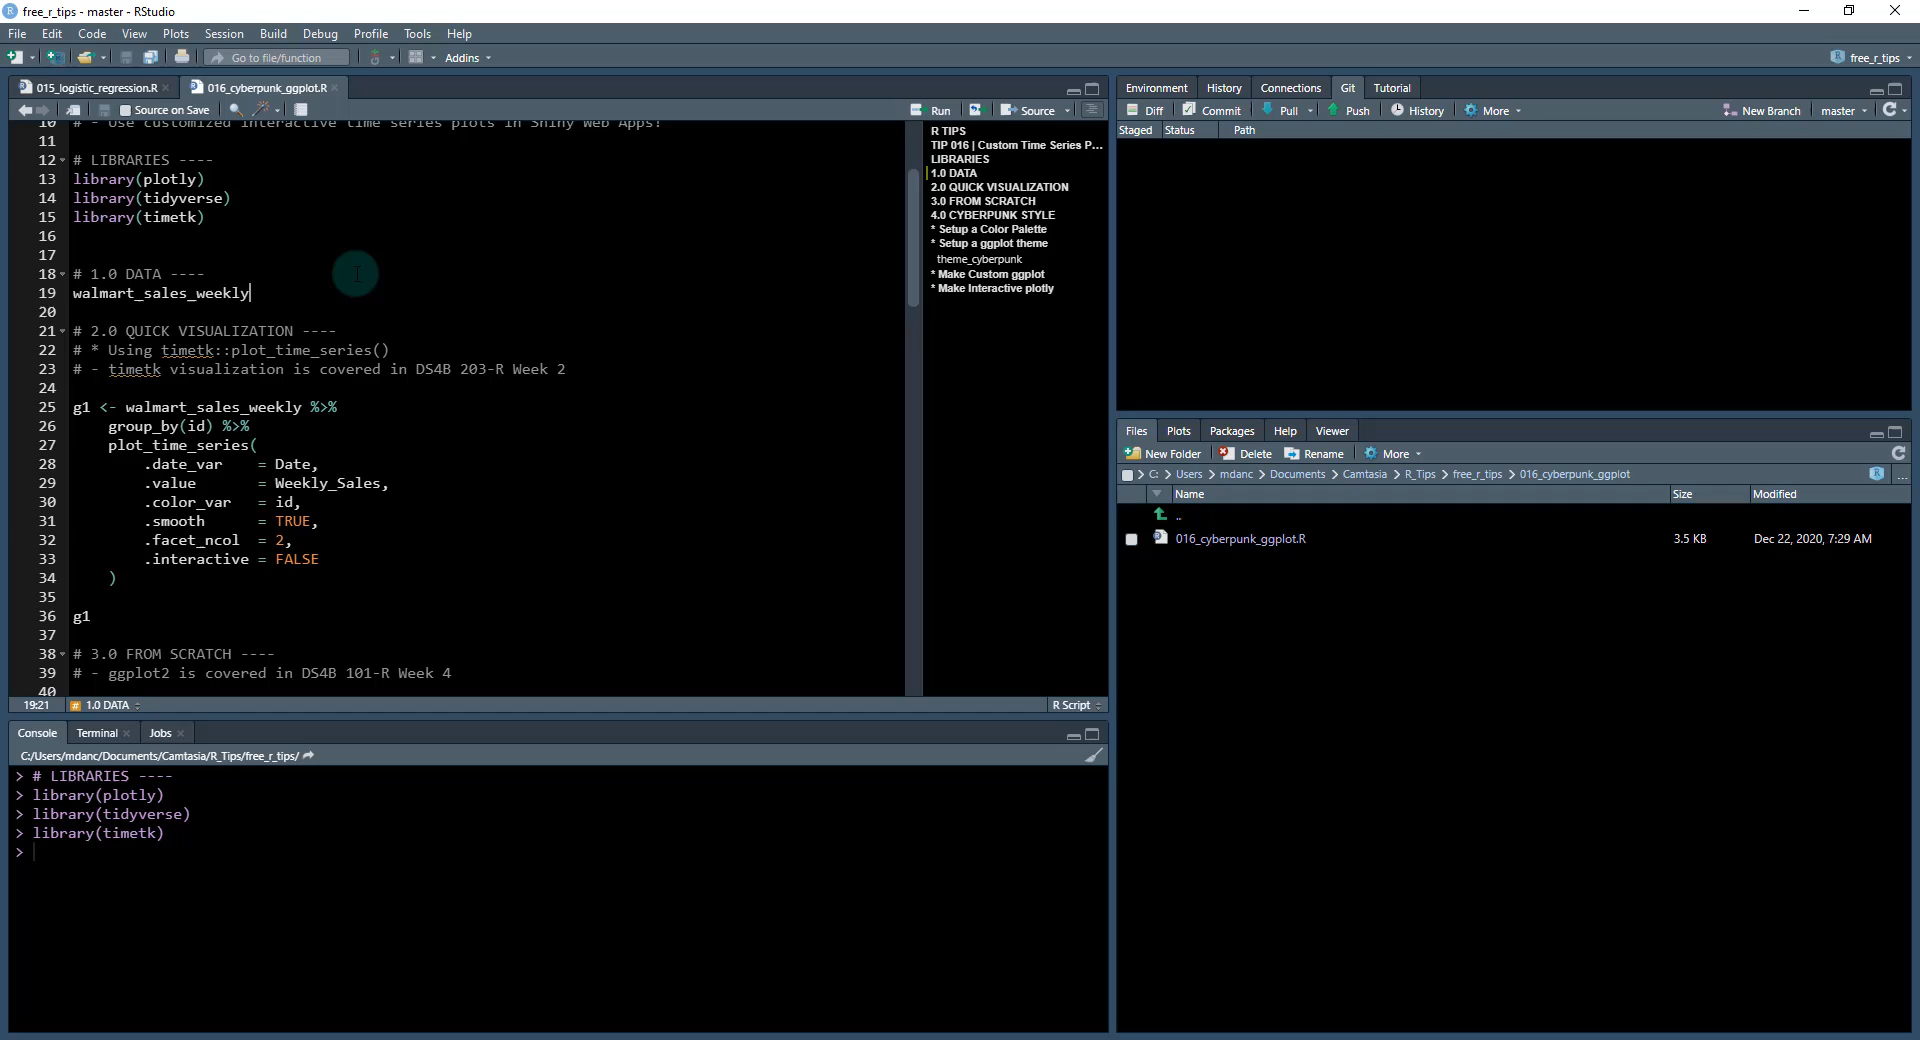 free_r_tips - master - RStudio
File Edit Code View Plots Session Build Debug Profile Tools Help
Go to file/function Addins free_r_tips
015_logistic_regression.R 016_cyberpunk_ggplot.R
Source on Save Run Source
10 # - Use customized interactive time series plots in Shiny Web Apps!
11
12 # LIBRARIES ----
13 library(plotly)
14 library(tidyverse)
15 library(timetk)
16
17
18 # 1.0 DATA ----
19 walmart_sales_weekly
20
21 # 2.0 QUICK VISUALIZATION ----
22 # * Using timetk::plot_time_series()
23 # - timetk visualization is covered in DS4B 203-R Week 2
24
25 g1 <- walmart_sales_weekly %>%
26 group_by(id) %>%
27 plot_time_series(
28 .date_var = Date,
29 .value = Weekly_Sales,
30 .color_var = id,
31 .smooth = TRUE,
32 .facet_ncol = 2,
33 .interactive = FALSE
34 )
35
36 g1
37
38 # 3.0 FROM SCRATCH ----
39 # - ggplot2 is covered in DS4B 101-R Week 4
40
19:21 # 1.0 DATA R Script
R TIPS
TIP 016 | Custom Time Series P...
LIBRARIES
1.0 DATA
2.0 QUICK VISUALIZATION
3.0 FROM SCRATCH
4.0 CYBERPUNK STYLE
* Setup a Color Palette
* Setup a ggplot theme
theme_cyberpunk
* Make Custom ggplot
* Make Interactive plotly
Console Terminal Jobs
C:/Users/mdanc/Documents/Camtasia/R_Tips/free_r_tips/
> # LIBRARIES ----
> library(plotly)
> library(tidyverse)
> library(timetk)
>
Environment History Connections Git Tutorial
Diff Commit Pull Push History More New Branch master
Staged Status Path
Files Plots Packages Help Viewer
New Folder Delete Rename More
C: > Users > mdanc > Documents > Camtasia > R_Tips > free_r_tips > 016_cyberpunk_ggplot ...
Name Size Modified
..
016_cyberpunk_ggplot.R 3.5 KB Dec 22, 2020, 7:29 AM